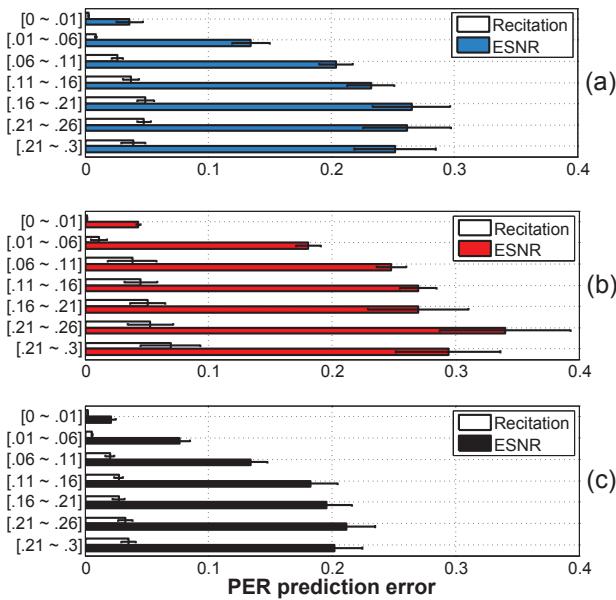 [0 ~ .01]
[.01 ~ .06]
[.06 ~ .11]
[.11 ~ .16]
[.16 ~ .21]
[.21 ~ .26]
[.21 ~ .3]
Recitation
ESNR
(a)
0 0.1 0.2 0.3 0.4
[0 ~ .01]
[.01 ~ .06]
[.06 ~ .11]
[.11 ~ .16]
[.16 ~ .21]
[.21 ~ .26]
[.21 ~ .3]
Recitation
ESNR
(b)
0 0.1 0.2 0.3 0.4
[0 ~ .01]
[.01 ~ .06]
[.06 ~ .11]
[.11 ~ .16]
[.16 ~ .21]
[.21 ~ .26]
[.21 ~ .3]
Recitation
ESNR
(c)
0 0.1 0.2 0.3 0.4
PER prediction error